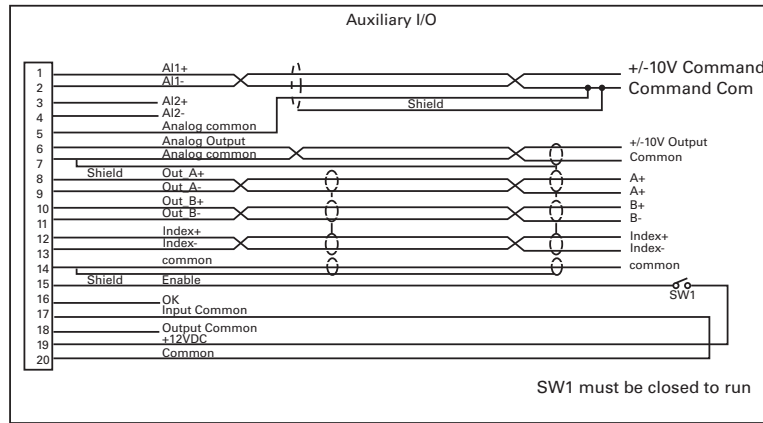 Auxiliary I/O
1 AI1+ +/-10V Command
2 AI1- Command Com
3 AI2+
4 AI2-
Shield
5 Analog common
6 Analog Output +/-10V Output
7 Analog common Common
Shield
8 Out_A+ A+
9 Out_A- A+
10 Out_B+ B+
11 Out_B- B-
12 Index+ Index+
13 Index- Index-
14 common common
Shield
15 Enable
SW1
16 OK
17 Input Common
18 Output Common
19 +12VDC
20 Common
SW1 must be closed to run